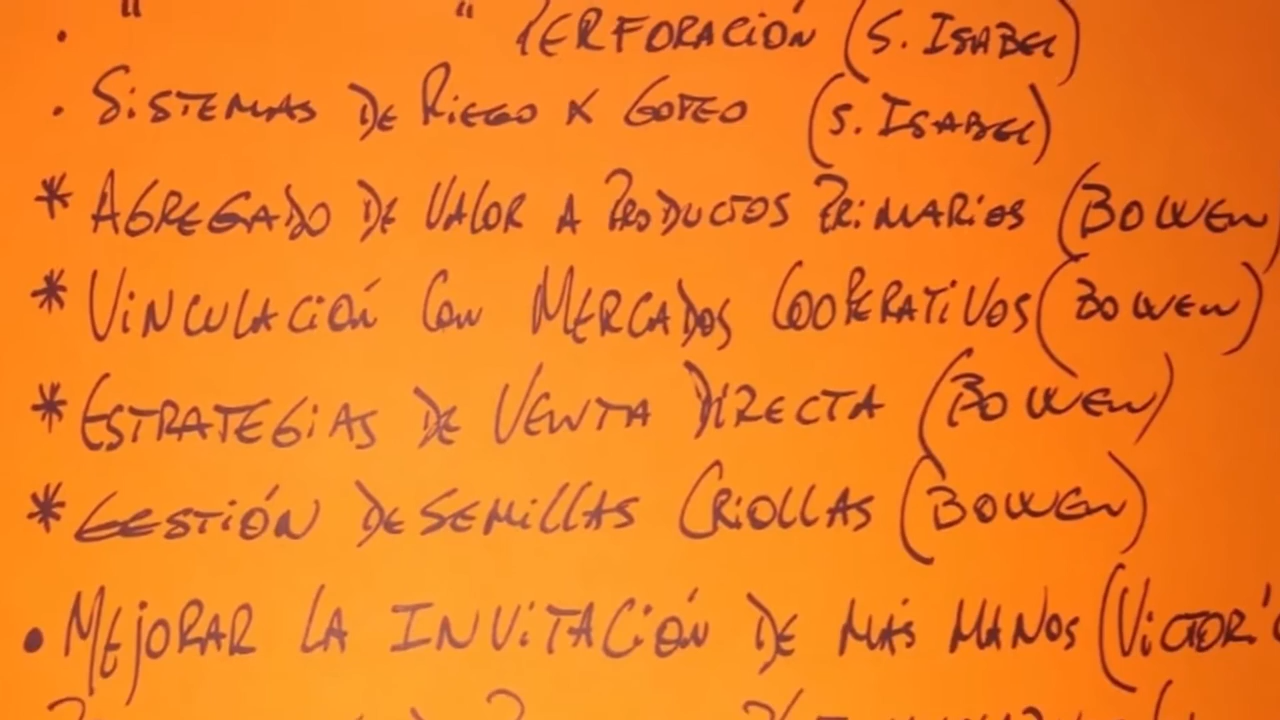 . " " PERFORACIÓN (S. ISABEL)
. SISTEMAS DE RIEGO X GOTEO (S. ISABEL)
* AGREGADO DE VALOR A PRODUCTOS PRIMARIOS (BOWEN)
* VINCULACIÓN CON MERCADOS COOPERATIVOS (BOWEN)
* ESTRATEGIAS DE VENTA DIRECTA (BOWEN)
* GESTIÓN DE SEMILLAS CRIOLLAS (BOWEN)
• MEJORAR LA INVITACIÓN DE MÁS MANOS (VICTORI